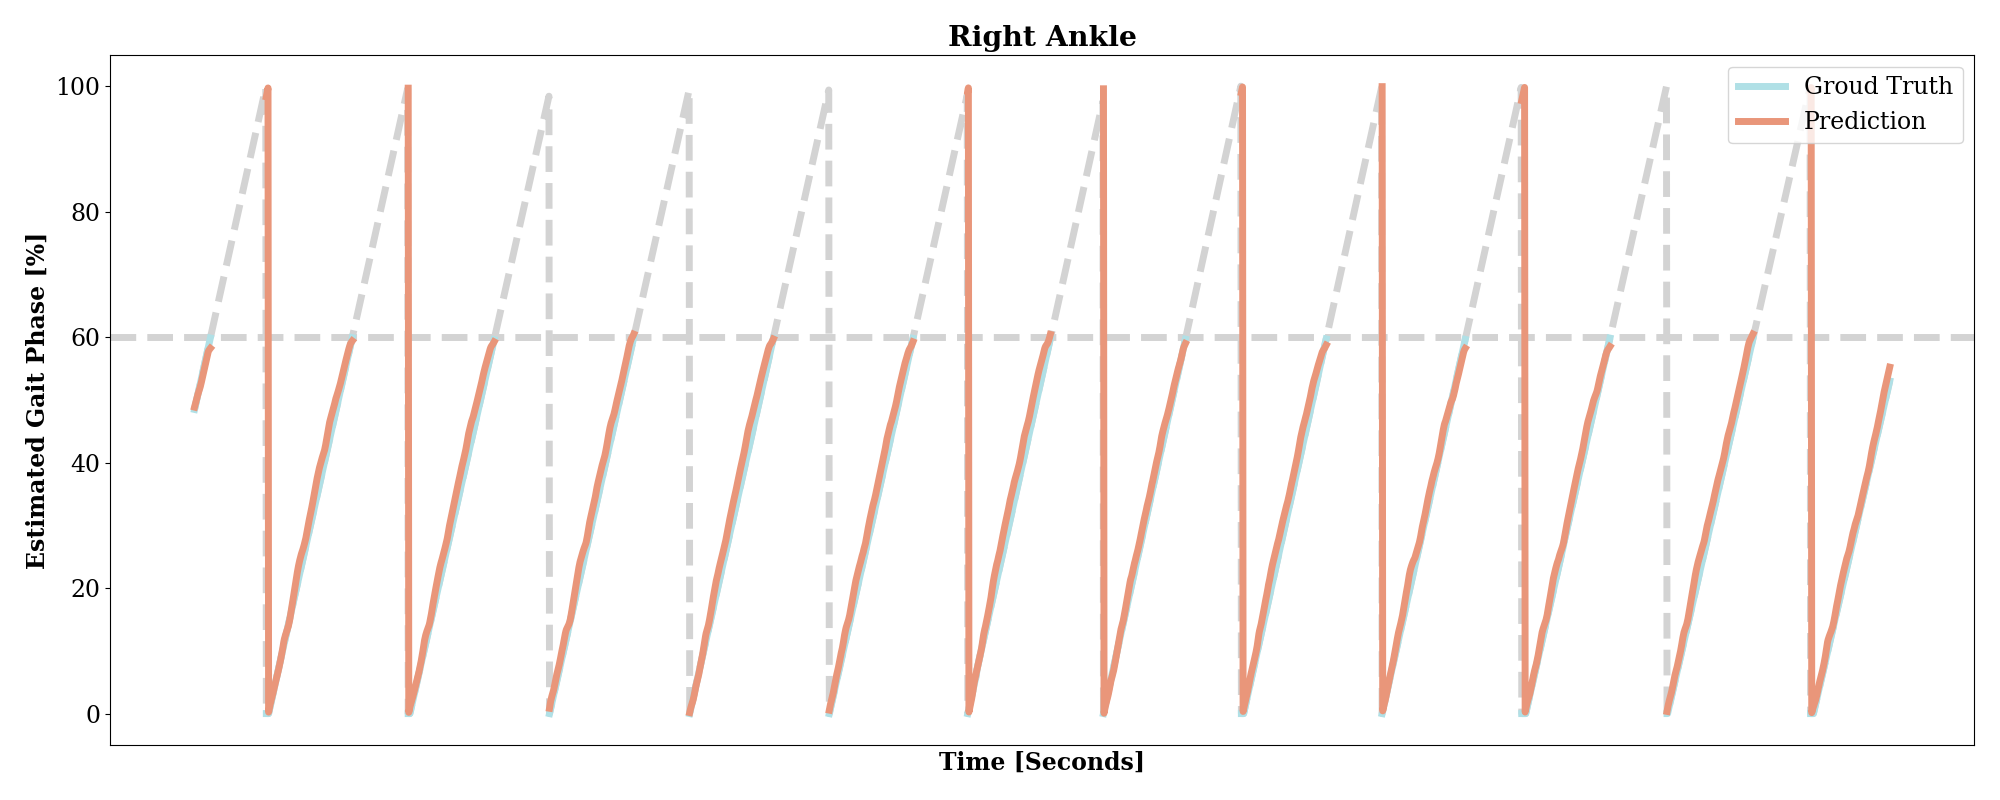 Right Ankle
Estimated Gait Phase [%]
100
80
60
40
20
0
Groud Truth
Prediction
Time [Seconds]